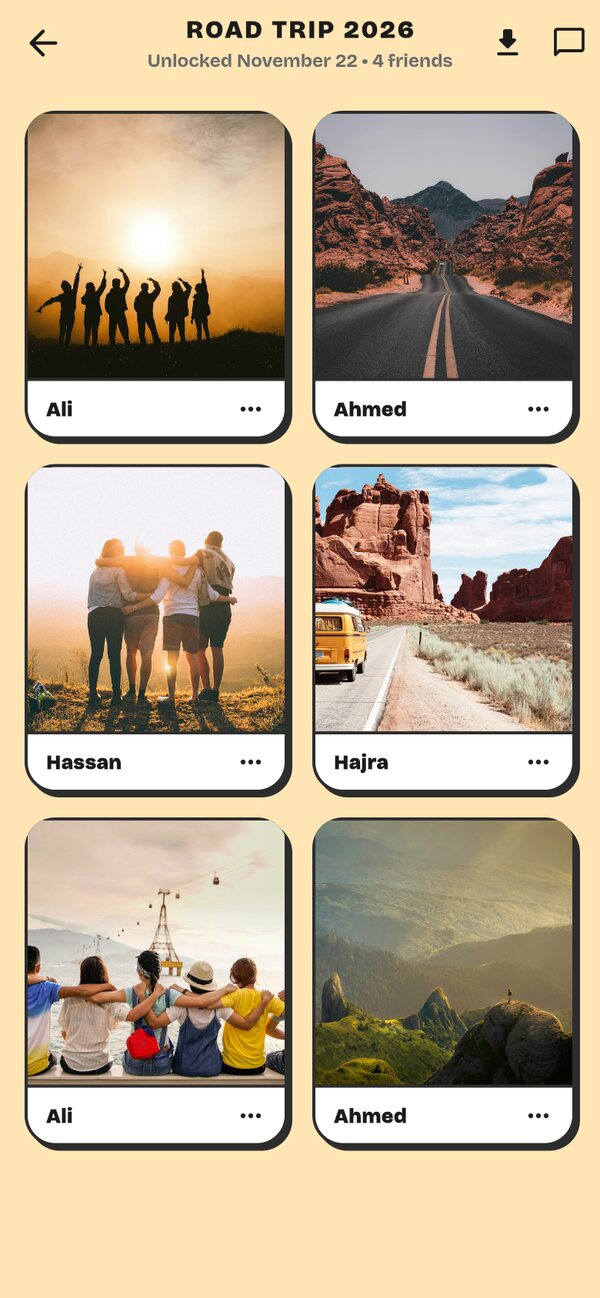 ROAD TRIP 2026
Unlocked November 22 • 4 friends
Ali
Ahmed
Hassan
Hajra
Ali
Ahmed